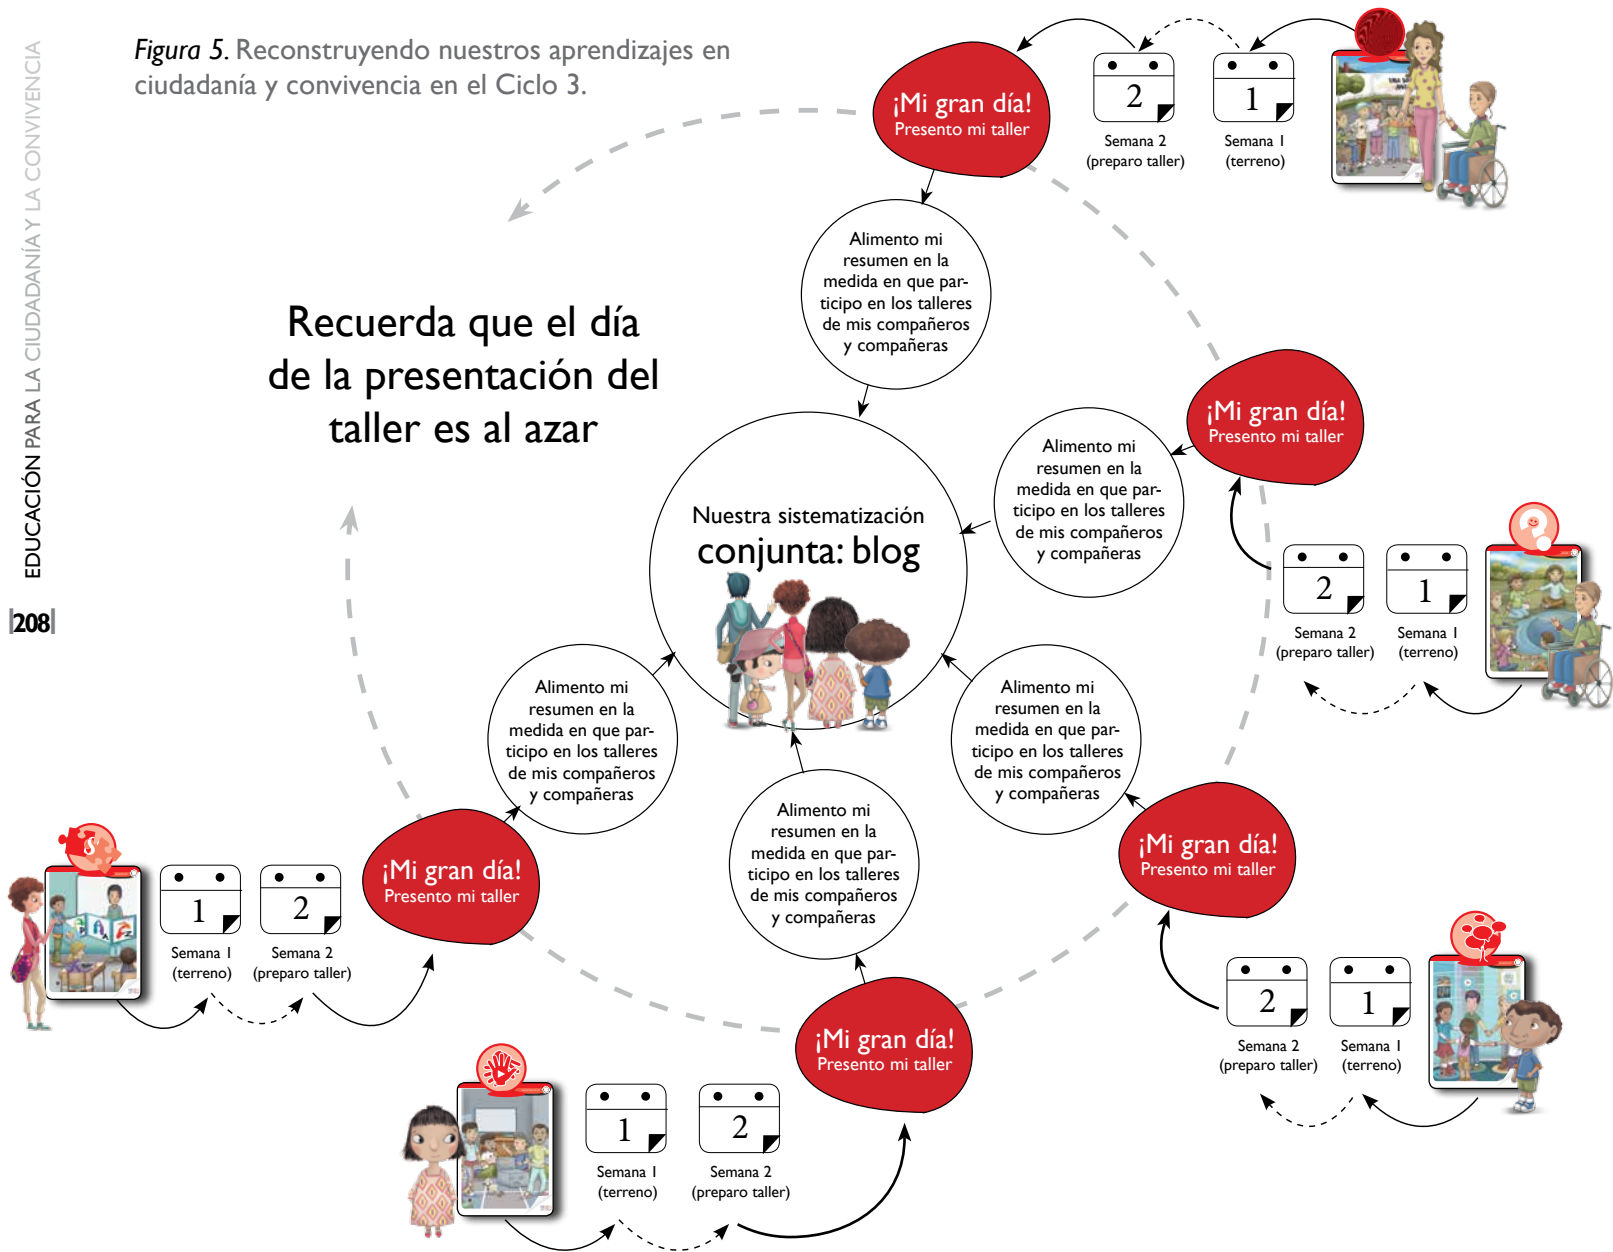 Figura 5. Reconstruyendo nuestros aprendizajes en
ciudadanía y convivencia en el Ciclo 3.
EDUCACIÓN PARA LA CIUDADANÍA Y LA CONVIVENCIA
|208|
¡Mi gran día!
Presento mi taller
2
Semana 2
(preparo taller)
1
Semana 1
(terreno)
Alimento mi
resumen en la
medida en que par-
ticipo en los talleres
de mis compañeros
y compañeras
Recuerda que el día
de la presentación del
taller es al azar
¡Mi gran día!
Presento mi taller
Alimento mi
resumen en la
medida en que par-
ticipo en los talleres
de mis compañeros
y compañeras
2
Semana 2
(preparo taller)
1
Semana 1
(terreno)
Nuestra sistematización
conjunta: blog
Alimento mi
resumen en la
medida en que par-
ticipo en los talleres
de mis compañeros
y compañeras
Alimento mi
resumen en la
medida en que par-
ticipo en los talleres
de mis compañeros
y compañeras
Alimento mi
resumen en la
medida en que par-
ticipo en los talleres
de mis compañeros
y compañeras
¡Mi gran día!
Presento mi taller
2
Semana 2
(preparo taller)
1
Semana 1
(terreno)
1
Semana 1
(terreno)
2
Semana 2
(preparo taller)
¡Mi gran día!
Presento mi taller
¡Mi gran día!
Presento mi taller
1
Semana 1
(terreno)
2
Semana 2
(preparo taller)